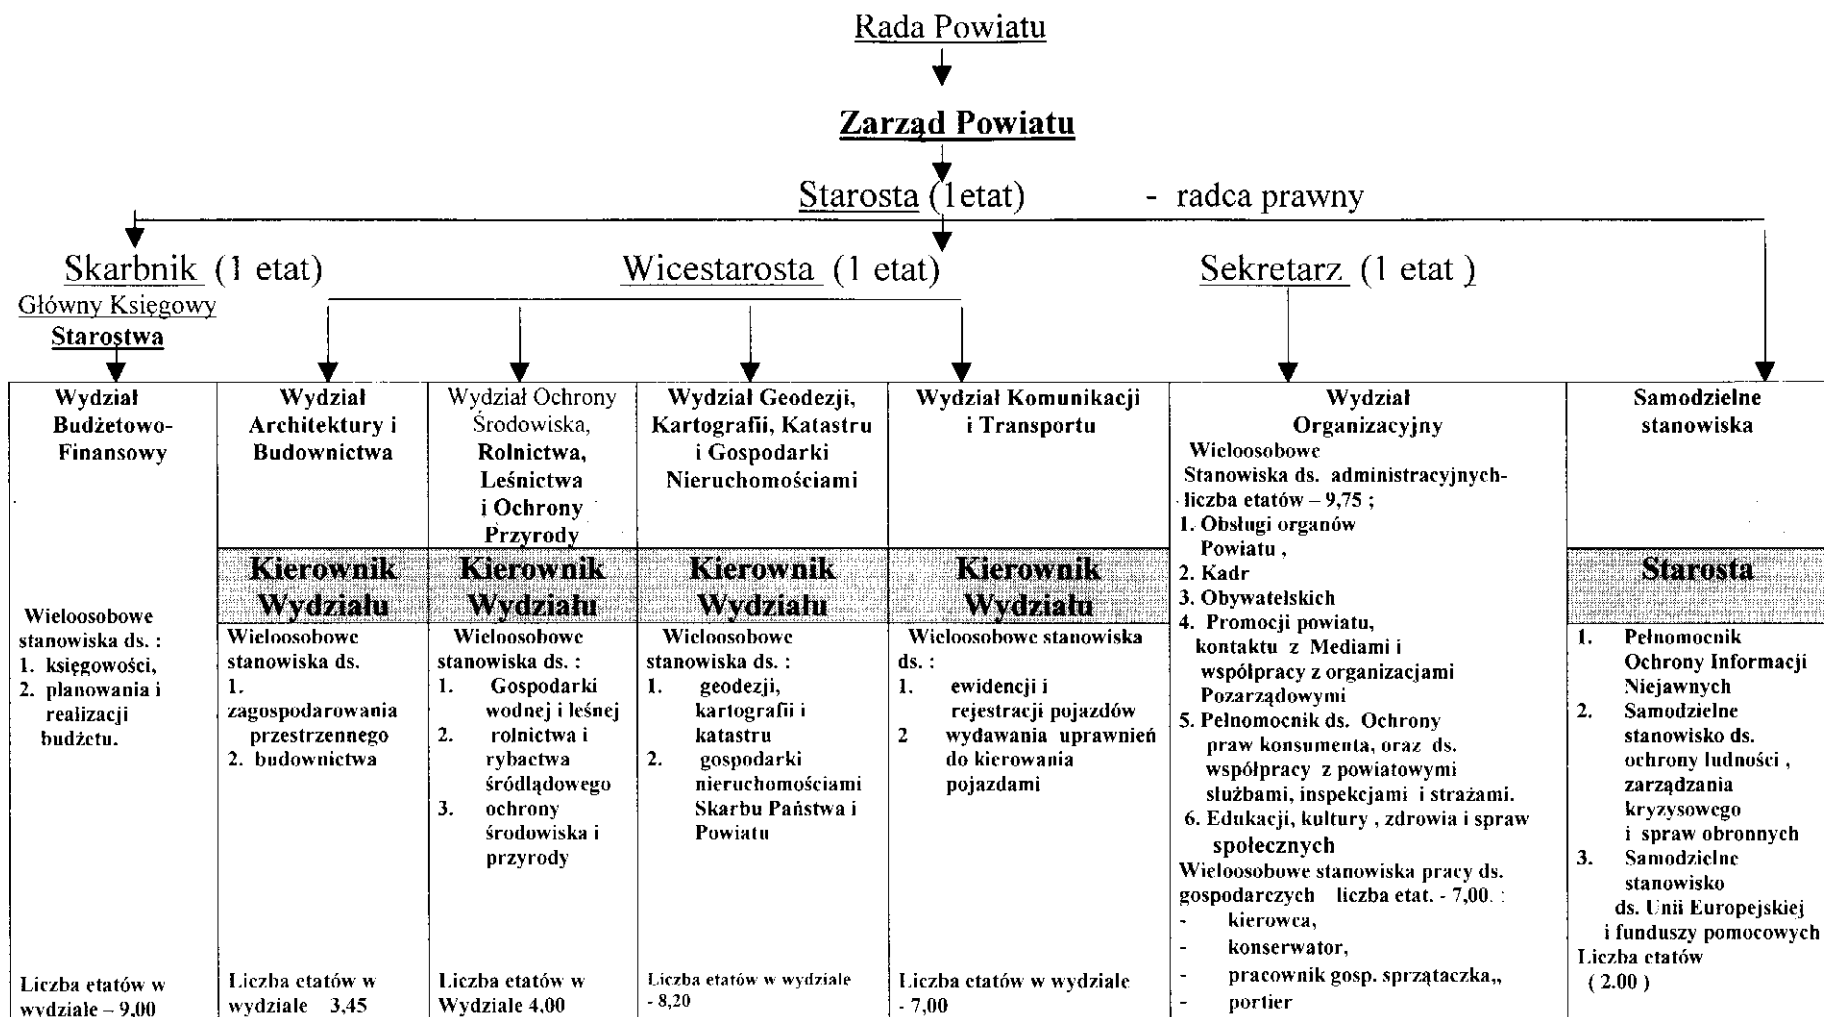 Rada Powiatu
Zarząd Powiatu
Starosta (1etat) - radca prawny
Skarbnik (1 etat)
Główny Księgowy
Starostwa
Wicestarosta (1 etat)
Sekretarz (1 etat )
Wydział
Budżetowo-
Finansowy
Wieloosobowe
stanowiska ds. :
1. księgowości,
2. planowania i
realizacji
budżetu.
Liczba etatów w
wydziale – 9,00
Wydział
Architektury i
Budownictwa
Kierownik
Wydziału
Wieloosobowe
stanowiska ds.
1.
zagospodarowania
przestrzennego
2. budownictwa
Liczba etatów w
wydziale 3,45
Wydział Ochrony
Środowiska,
Rolnictwa,
Leśnictwa
i Ochrony
Przyrody
Kierownik
Wydziału
Wieloosobowe
stanowiska ds. :
1. Gospodarki
wodnej i leśnej
2. rolnictwa i
rybactwa
śródlądowego
3. ochrony
środowiska i
przyrody
Liczba etatów w
Wydziale 4,00
Wydział Geodezji,
Kartografii, Katastru
i Gospodarki
Nieruchomościami
Kierownik
Wydziału
Wieloosobowe
stanowiska ds. :
1. geodezji,
kartografii i
katastru
2. gospodarki
nieruchomościami
Skarbu Państwa i
Powiatu
Liczba etatów w wydziale
- 8,20
Wydział Komunikacji
i Transportu
Kierownik
Wydziału
Wieloosobowe stanowiska
ds. :
1. ewidencji i
rejestracji pojazdów
2 wydawania uprawnień
do kierowania
pojazdami
Liczba etatów w wydziale
- 7,00
Wydział
Organizacyjny
Wieloosobowe
Stanowiska ds. administracyjnych-
liczba etatów – 9,75 ;
1. Obsługi organów
Powiatu ,
2. Kadr
3. Obywatelskich
4. Promocji powiatu,
kontaktu z Mediami i
współpracy z organizacjami
Pozarządowymi
5. Pełnomocnik ds. Ochrony
praw konsumenta, oraz ds.
współpracy z powiatowymi
służbami, inspekcjami i strażami.
6. Edukacji, kultury , zdrowia i spraw
społecznych
Wieloosobowe stanowiska pracy ds.
gospodarczych liczba etat. - 7,00. :
- kierowca,
- konserwator,
- pracownik gosp. sprzątaczka,,
- portier
Samodzielne
stanowiska
Starosta
1. Pełnomocnik
Ochrony Informacji
Niejawnych
2. Samodzielne
stanowisko ds.
ochrony ludności ,
zarządzania
kryzysowego
i spraw obronnych
3. Samodzielne
stanowisko
ds. Unii Europejskiej
i funduszy pomocowych
Liczba etatów
( 2.00 )